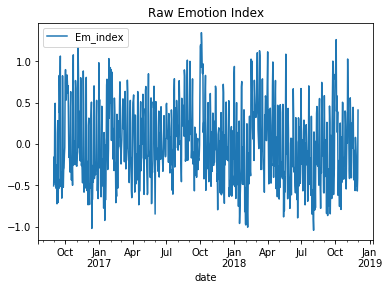 Raw Emotion Index
Em_index
1.0
0.5
0.0
−0.5
−1.0
Oct Jan Apr Jul Oct Jan Apr Jul Oct Jan
2017 2018 2019
date